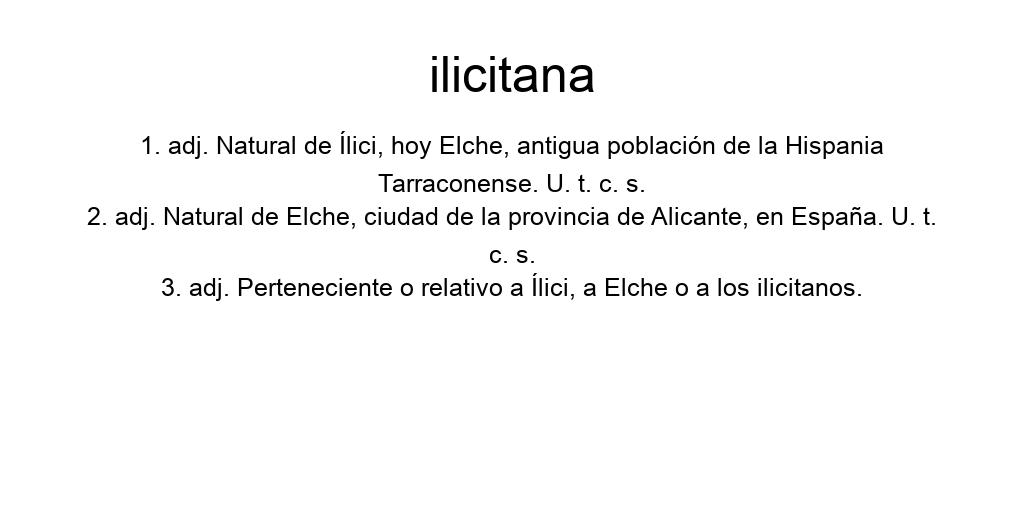 ilicitana
1. adj. Natural de Ílici, hoy Elche, antigua población de la Hispania
Tarraconense. U. t. c. s.
2. adj. Natural de Elche, ciudad de la provincia de Alicante, en España. U. t.
c. s.
3. adj. Perteneciente o relativo a Ílici, a Elche o a los ilicitanos.